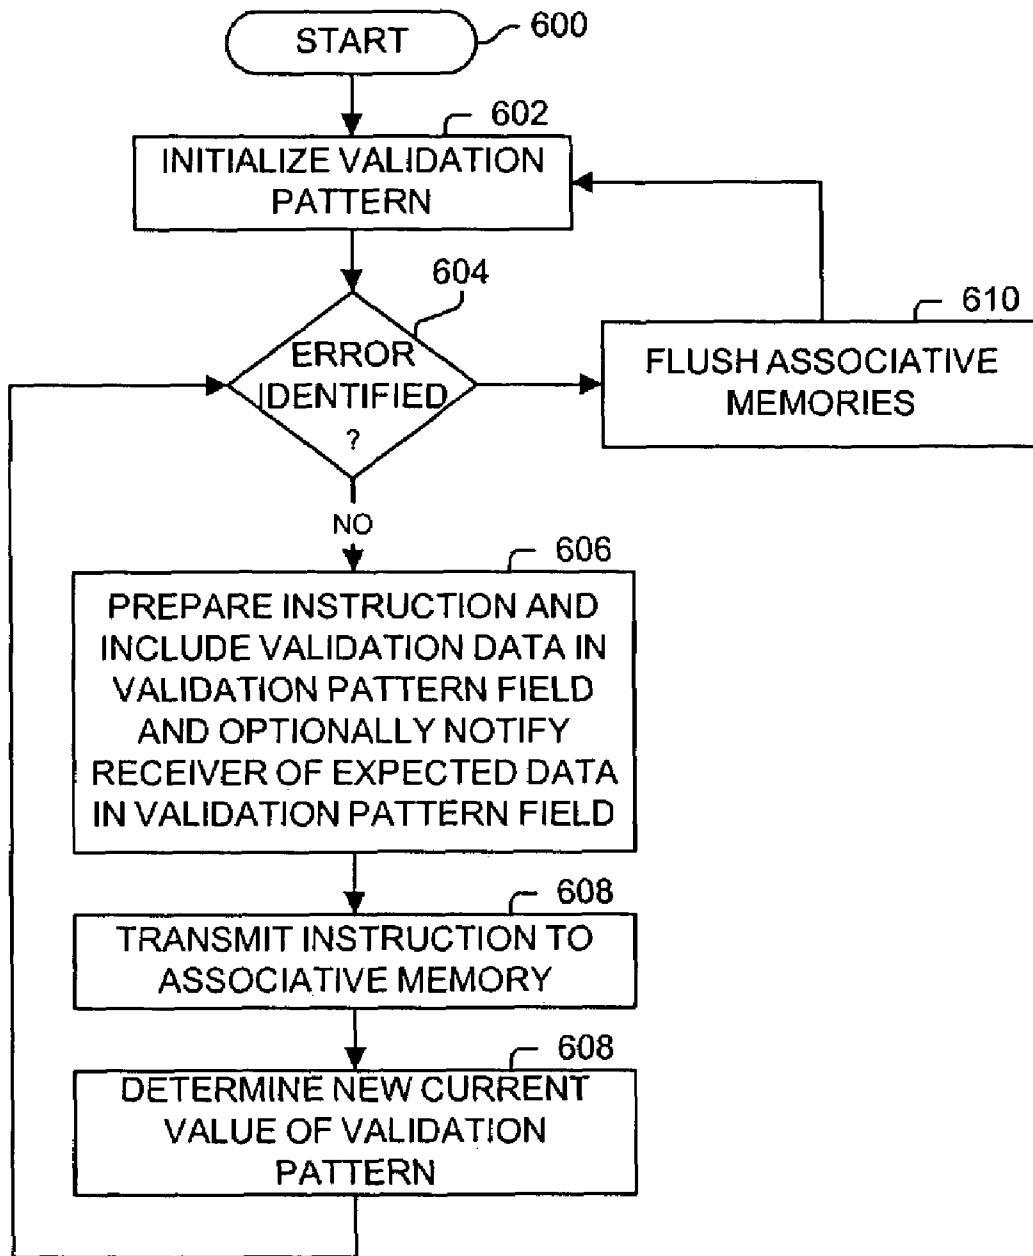 START
600
602
INITIALIZE VALIDATION
PATTERN
604
ERROR
IDENTIFIED
?
610
FLUSH ASSOCIATIVE
MEMORIES
NO
606
PREPARE INSTRUCTION AND
INCLUDE VALIDATION DATA IN
VALIDATION PATTERN FIELD
AND OPTIONALLY NOTIFY
RECEIVER OF EXPECTED DATA
IN VALIDATION PATTERN FIELD
608
TRANSMIT INSTRUCTION TO
ASSOCIATIVE MEMORY
608
DETERMINE NEW CURRENT
VALUE OF VALIDATION
PATTERN